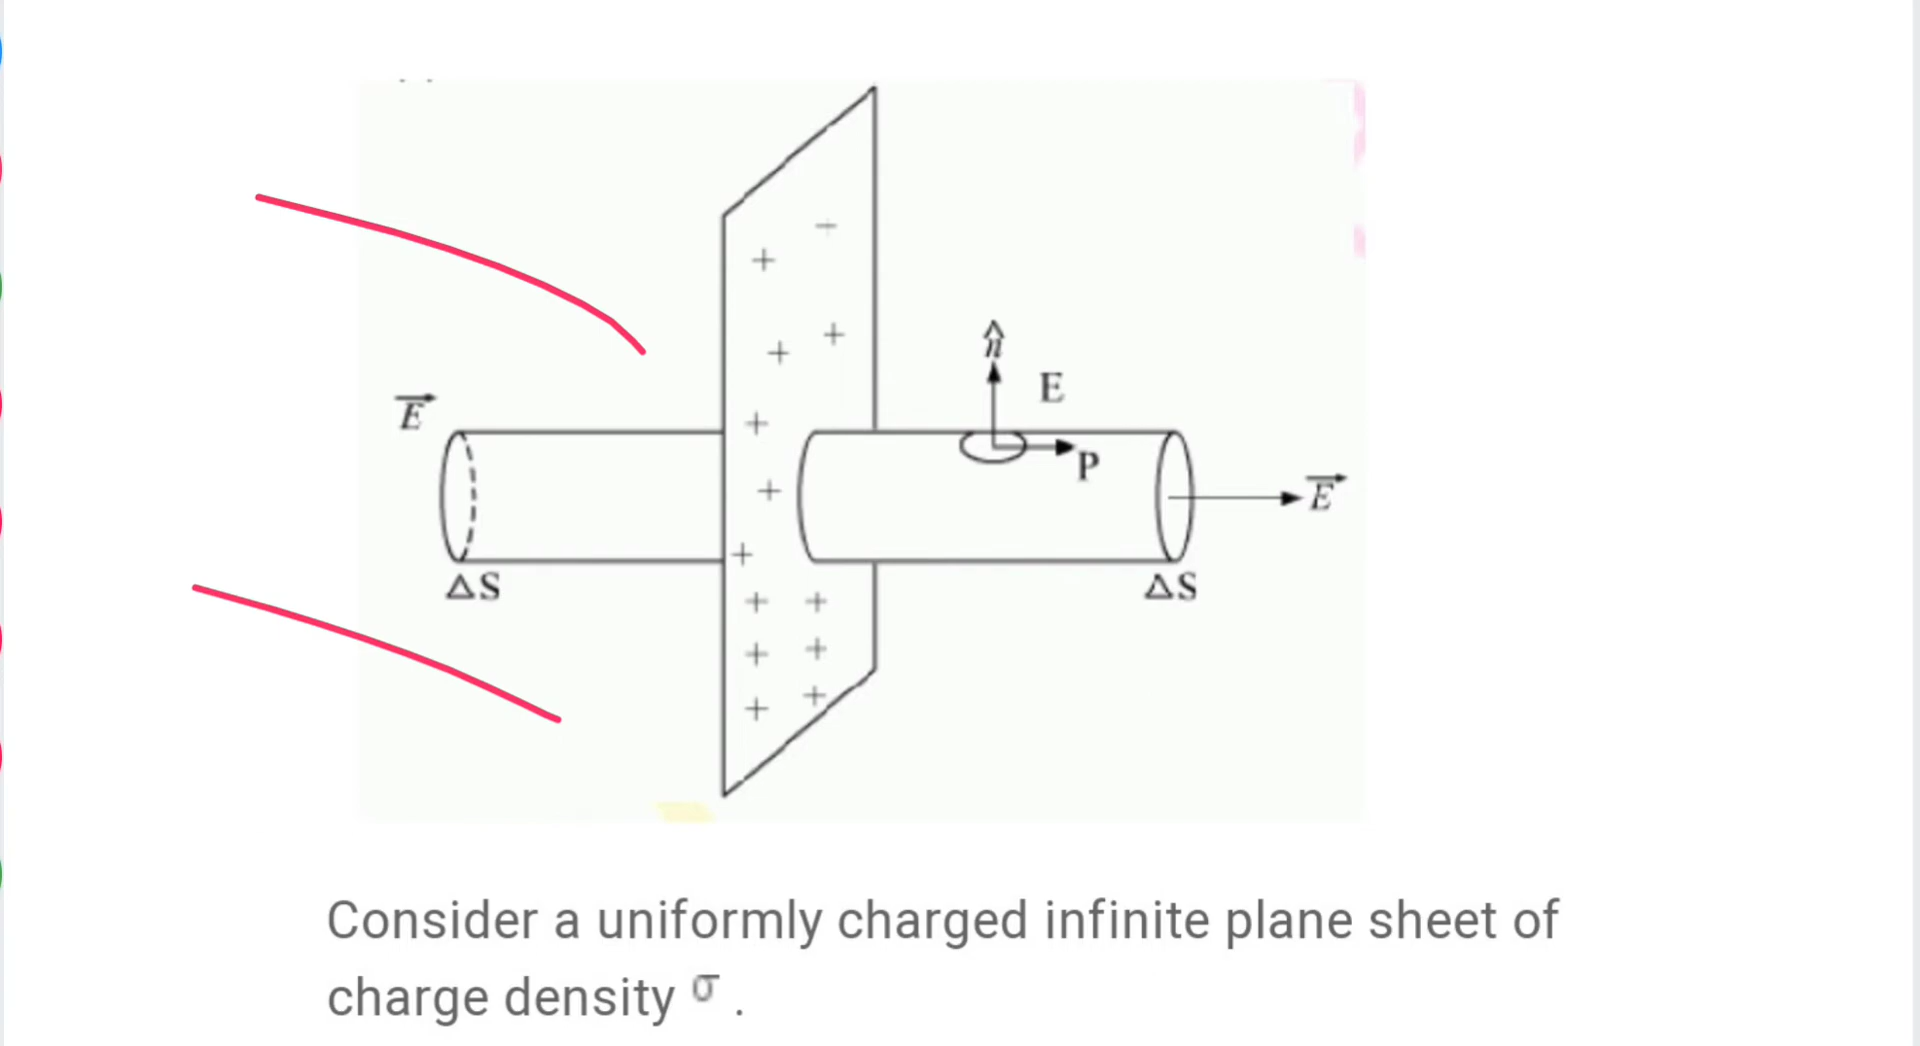 n̂
E
E⃗
P
E⃗
ΔS
ΔS
Consider a uniformly charged infinite plane sheet of
charge density σ .